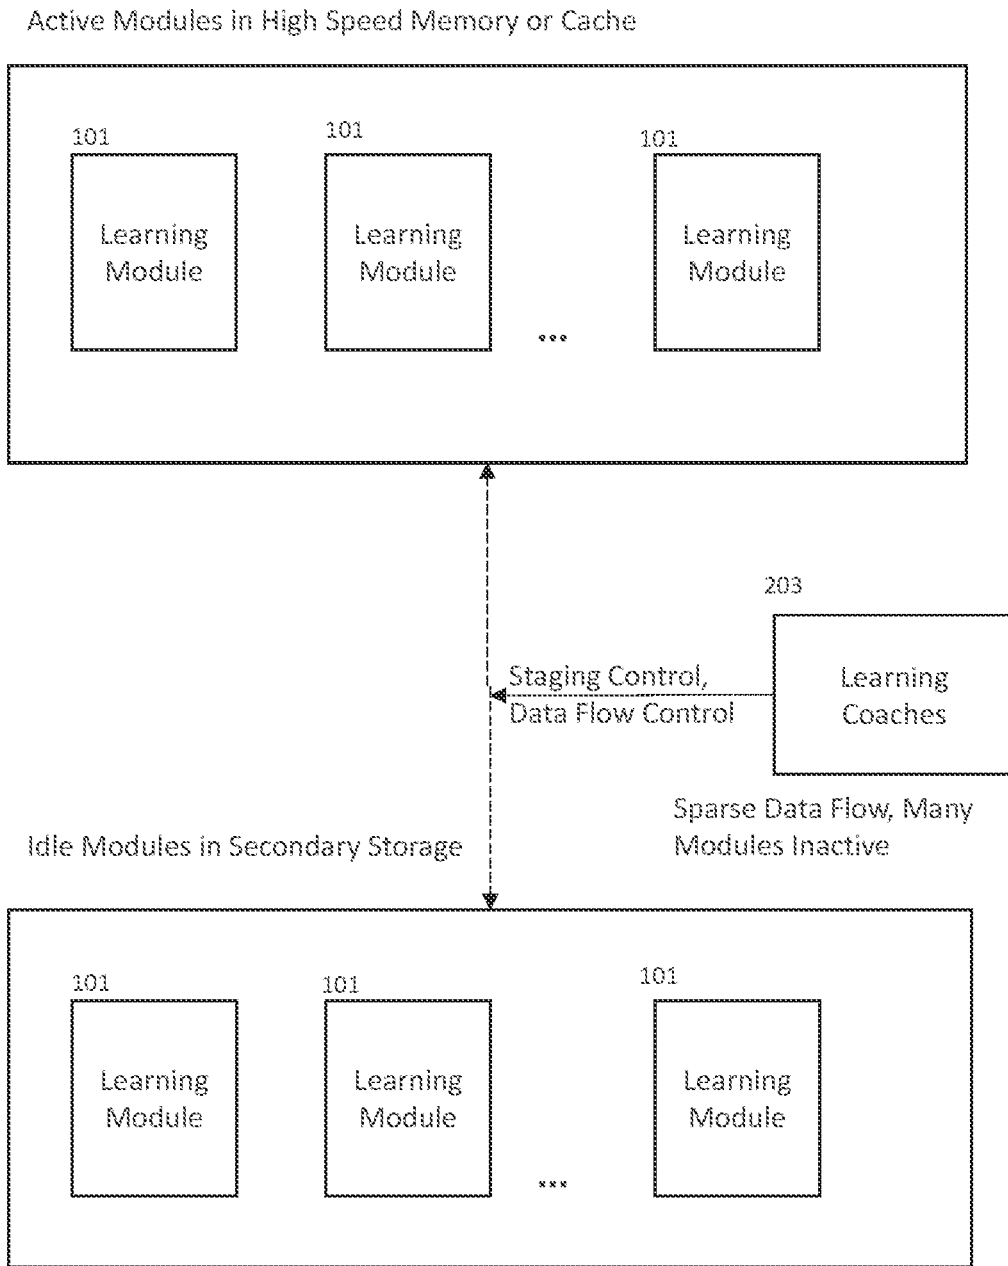 Active Modules in High Speed Memory or Cache
101
101
101
Learning
Module
Learning
Module
...
Learning
Module
203
Staging Control,
Data Flow Control
Learning
Coaches
Sparse Data Flow, Many
Modules Inactive
Idle Modules in Secondary Storage
101
101
101
Learning
Module
Learning
Module
...
Learning
Module